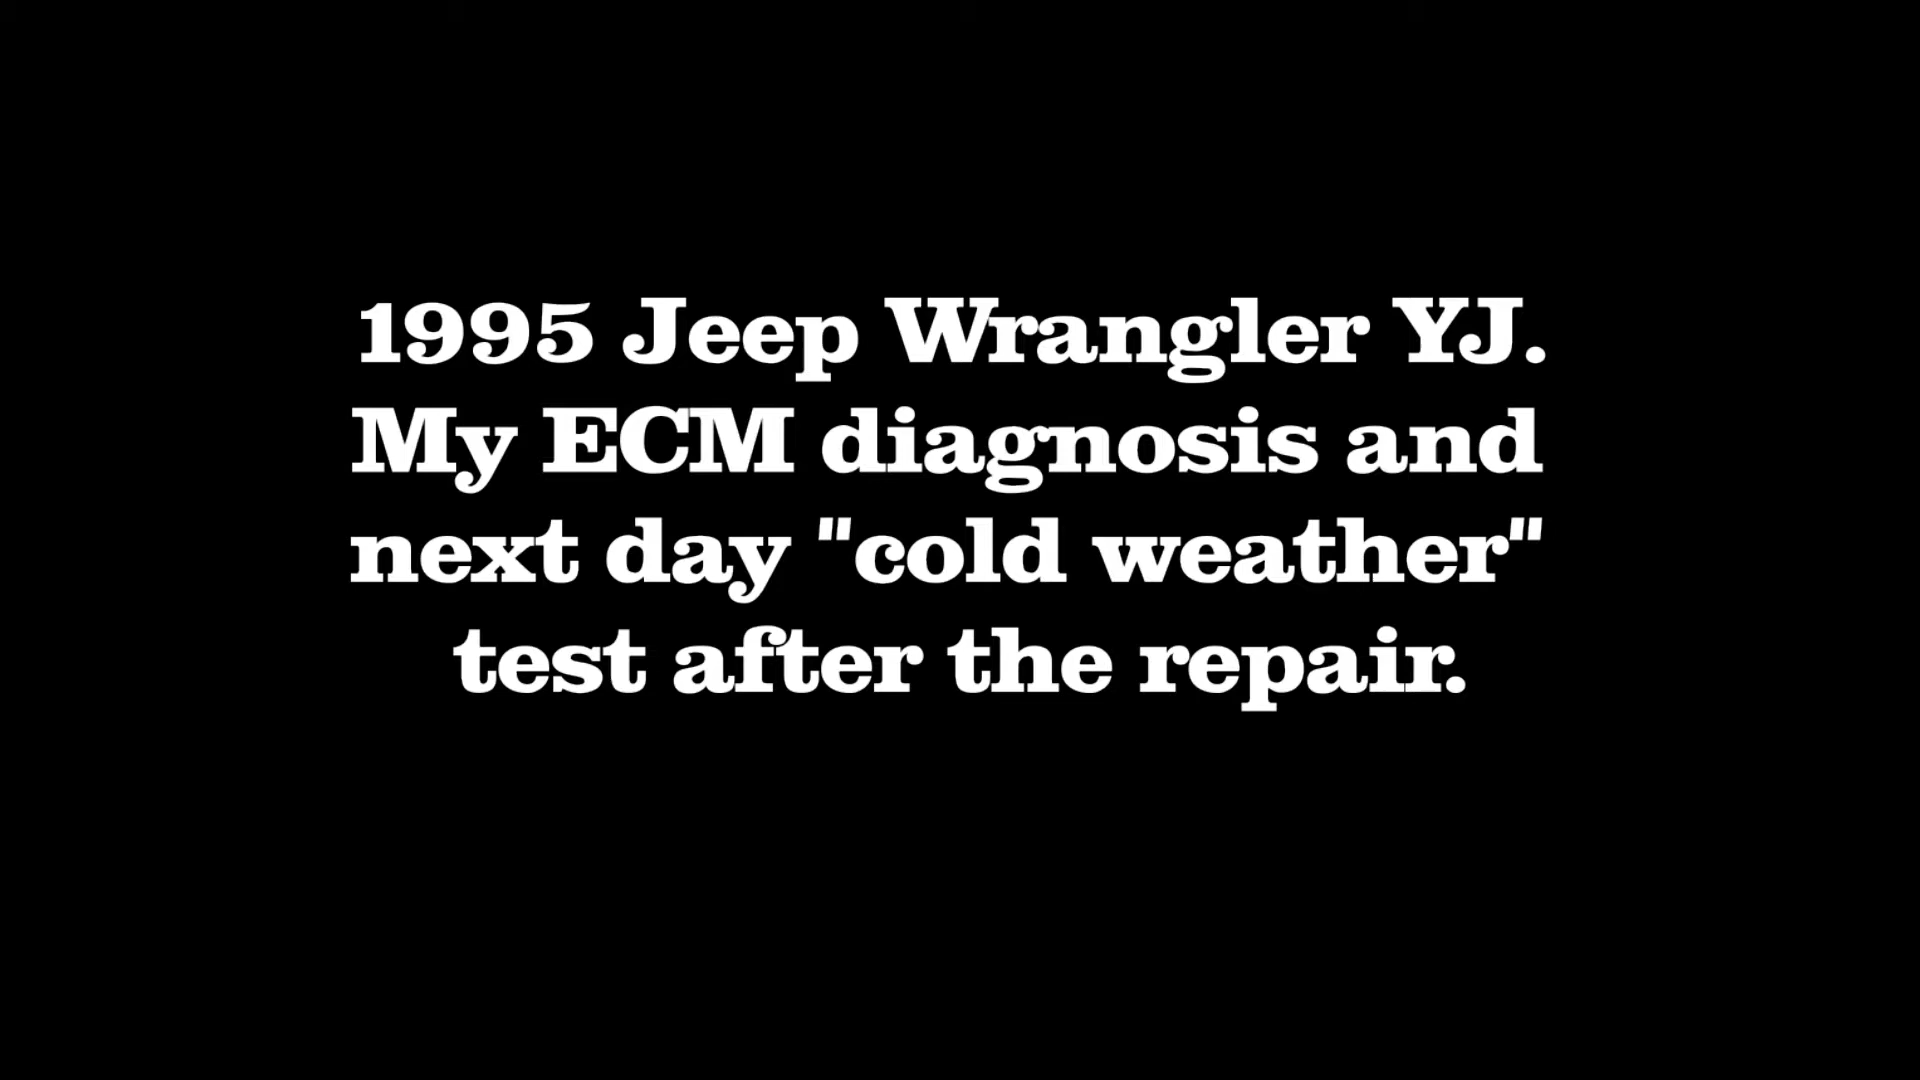 1995 Jeep Wrangler YJ.
My ECM diagnosis and
next day "cold weather"
test after the repair.